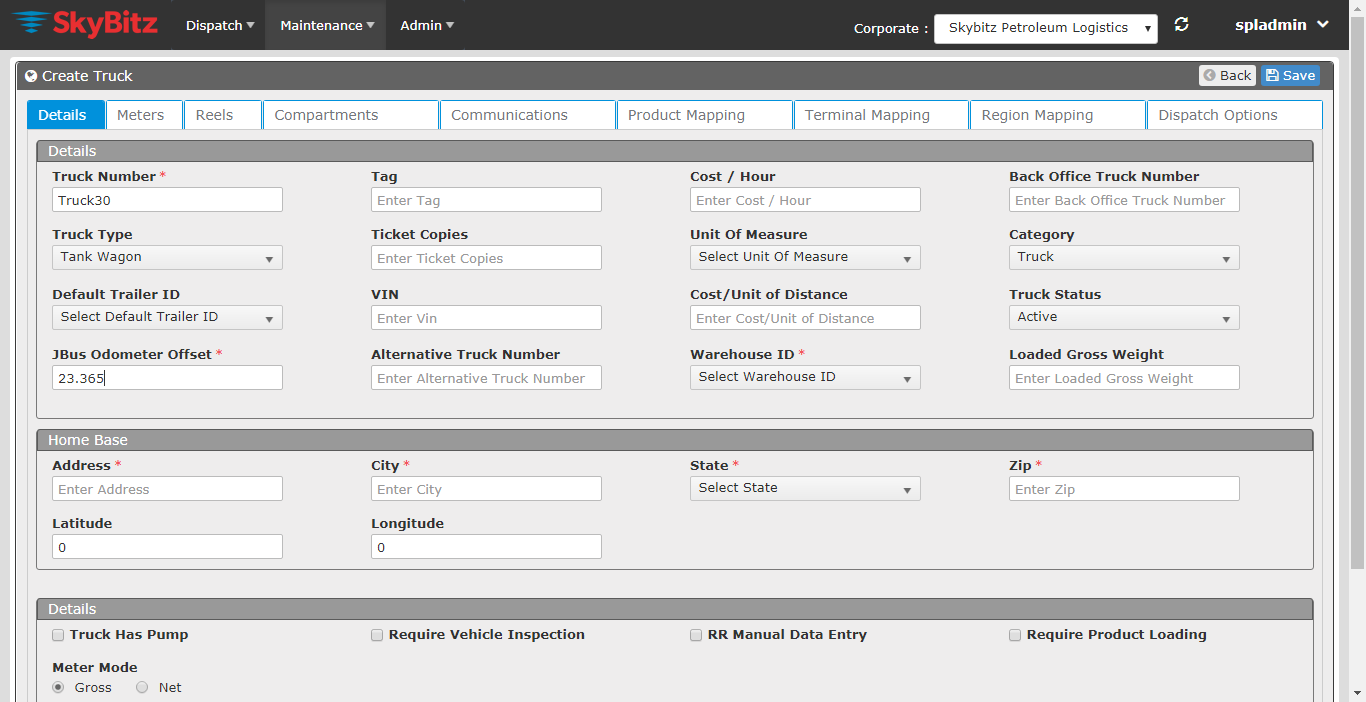 SkyBitz Dispatch Maintenance Admin Corporate : Skybitz Petroleum Logistics spladmin
Create Truck Back Save
Details Meters Reels Compartments Communications Product Mapping Terminal Mapping Region Mapping Dispatch Options
Details
Truck Number * Tag Cost / Hour Back Office Truck Number
Truck30 Enter Tag Enter Cost / Hour Enter Back Office Truck Number
Truck Type Ticket Copies Unit Of Measure Category
Tank Wagon Enter Ticket Copies Select Unit Of Measure Truck
Default Trailer ID VIN Cost/Unit of Distance Truck Status
Select Default Trailer ID Enter Vin Enter Cost/Unit of Distance Active
JBus Odometer Offset * Alternative Truck Number Warehouse ID * Loaded Gross Weight
23.365 Enter Alternative Truck Number Select Warehouse ID Enter Loaded Gross Weight
Home Base
Address * City * State * Zip *
Enter Address Enter City Select State Enter Zip
Latitude Longitude
0 0
Details
Truck Has Pump Require Vehicle Inspection RR Manual Data Entry Require Product Loading
Meter Mode
Gross Net